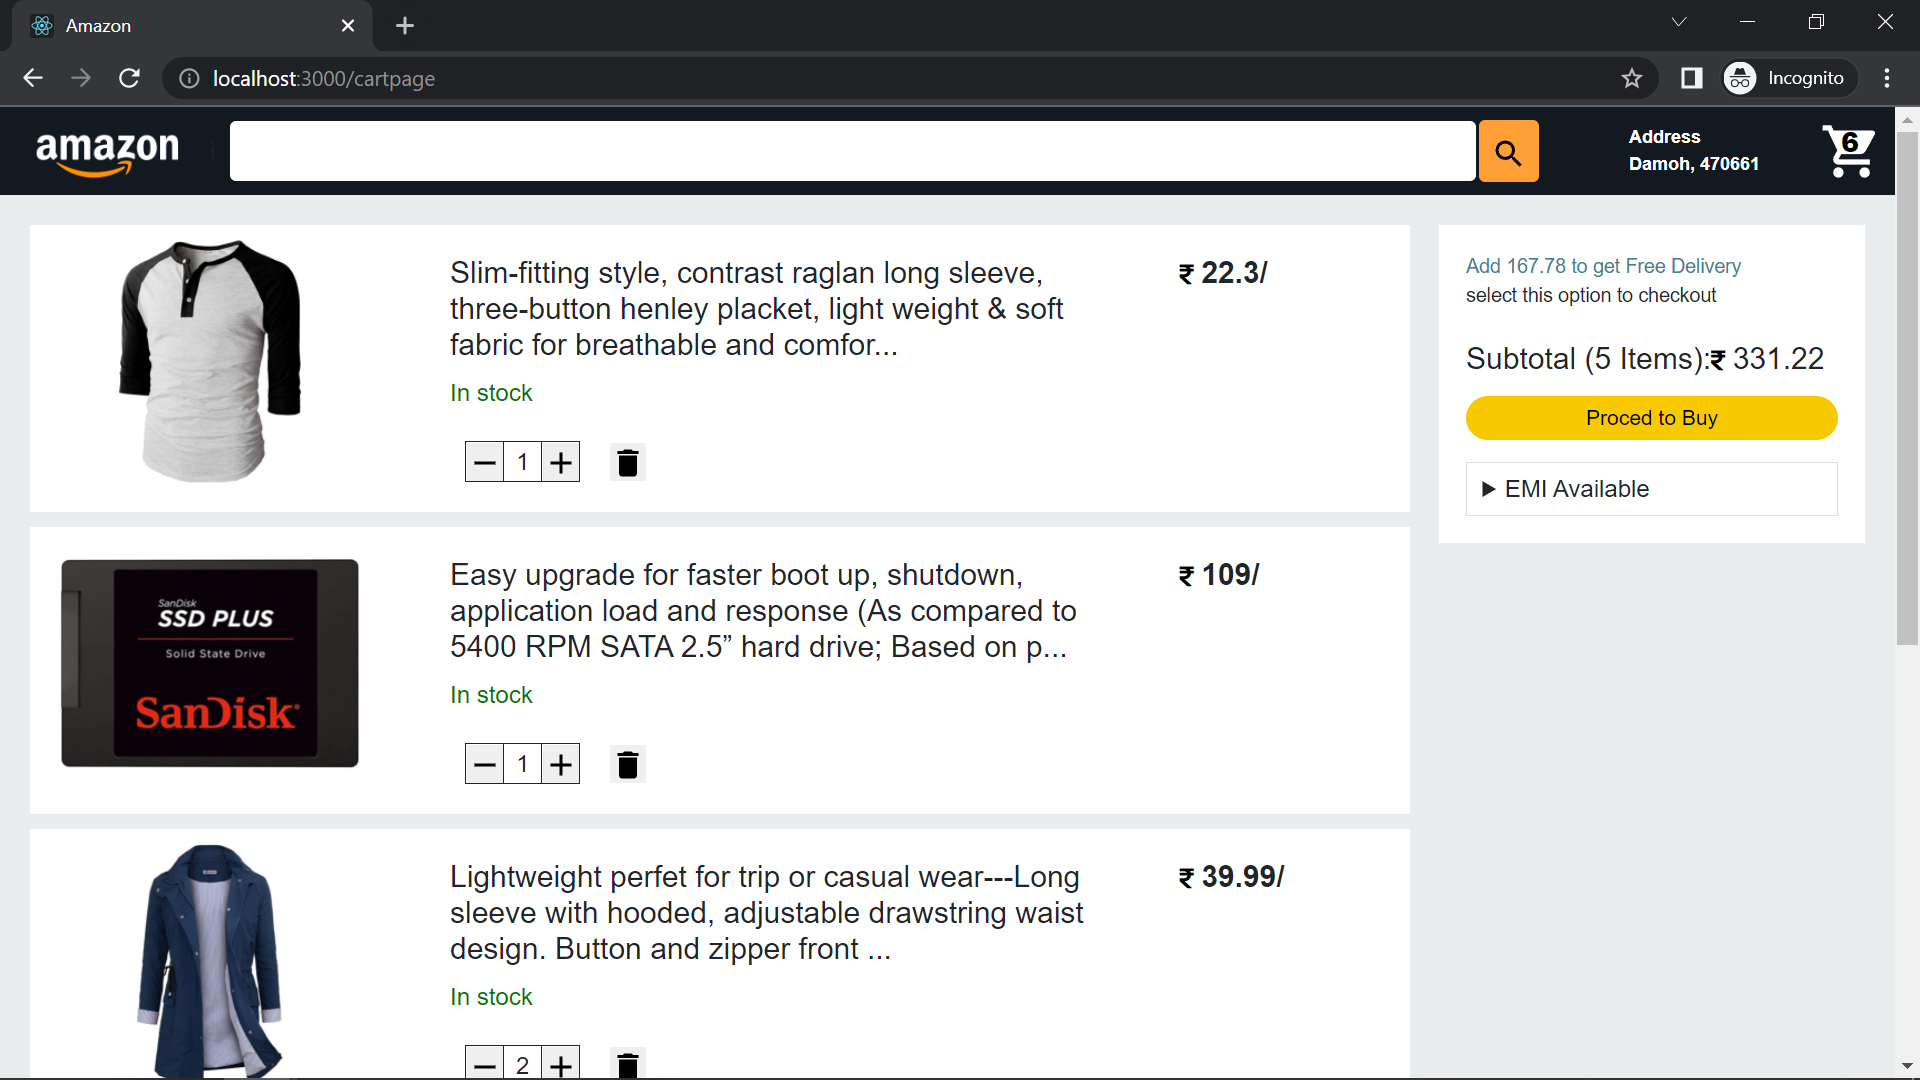 Amazon
localhost:3000/cartpage
Incognito
amazon
Address
Damoh, 470661
6
Slim-fitting style, contrast raglan long sleeve,
three-button henley placket, light weight & soft
fabric for breathable and comfor...
₹ 22.3/
In stock
1
Add 167.78 to get Free Delivery
select this option to checkout
Subtotal (5 Items):₹ 331.22
Proced to Buy
EMI Available
SanDisk
SSD PLUS
Solid State Drive
SanDisk
Easy upgrade for faster boot up, shutdown,
application load and response (As compared to
5400 RPM SATA 2.5” hard drive; Based on p...
₹ 109/
In stock
1
Lightweight perfet for trip or casual wear---Long
sleeve with hooded, adjustable drawstring waist
design. Button and zipper front ...
₹ 39.99/
In stock
2